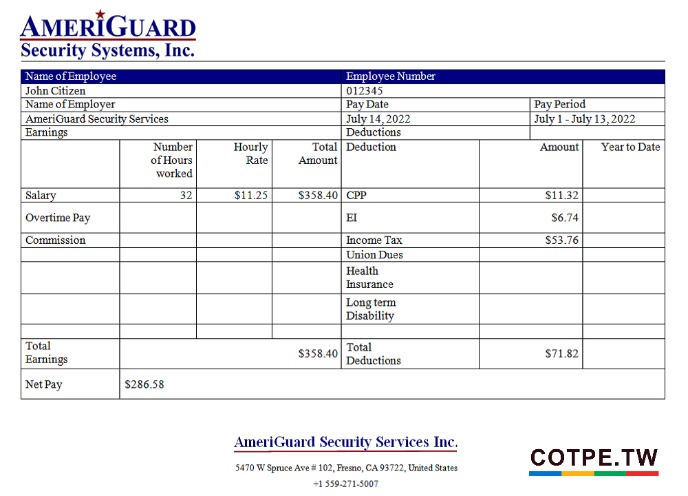 AMERIGUARD
Security Systems, Inc.
Name of Employee Employee Number
John Citizen 012345
Name of Employer Pay Date Pay Period
AmeriGuard Security Services July 14, 2022 July 1 - July 13, 2022
Earnings Deductions
Number of Hours worked Hourly Rate Total Amount Deduction Amount Year to Date
Salary 32 $11.25 $358.40 CPP $11.32
Overtime Pay EI $6.74
Commission Income Tax $53.76
Union Dues
Health
Insurance
Long term
Disability
Total Earnings $358.40 Total Deductions $71.82
Net Pay $286.58
AmeriGuard Security Services Inc.
5470 W Spruce Ave # 102, Fresno, CA 93722, United States
+1 559-271-5007
COTPE.TW